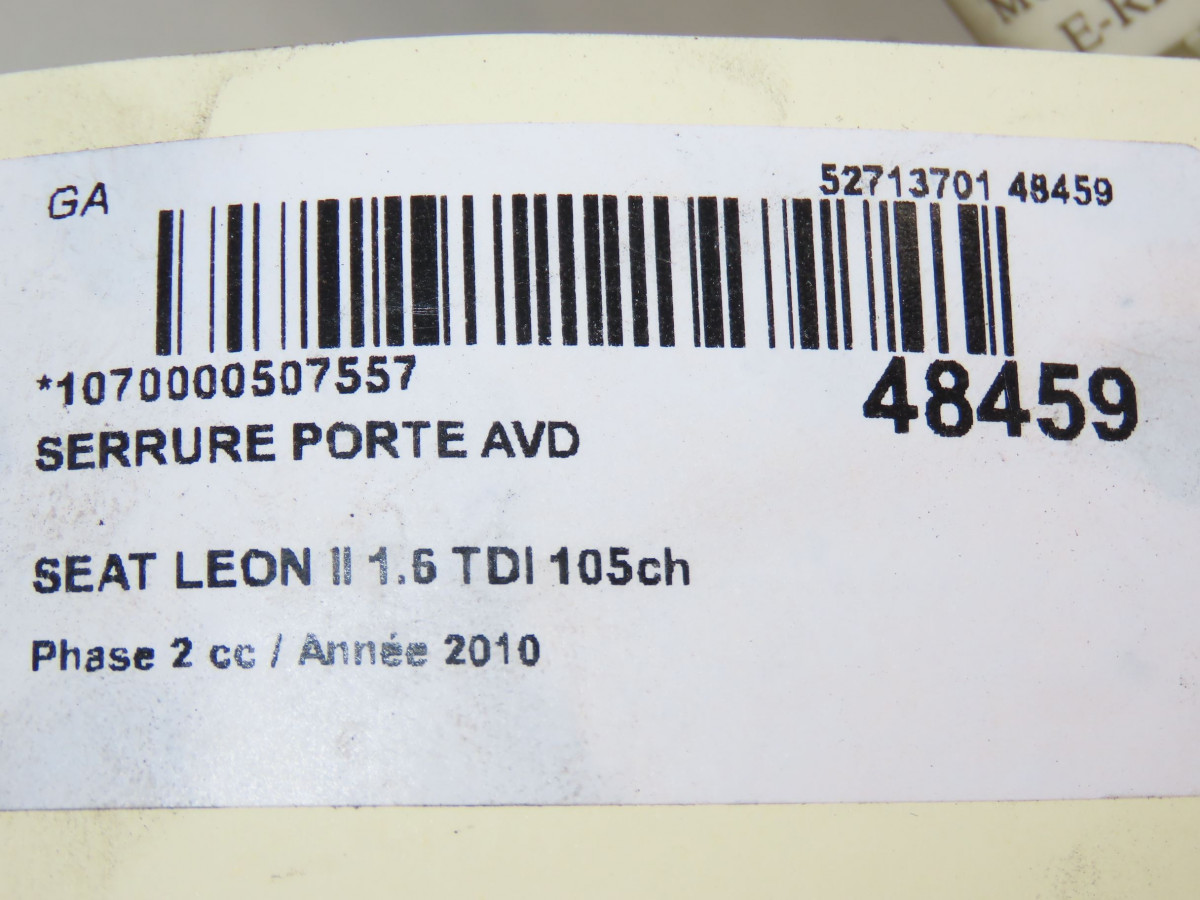 E-R
GA
52713701 48459
*1070000507557
48459
SERRURE PORTE AVD
SEAT LEON II 1.6 TDI 105ch
Phase 2 cc / Année 2010